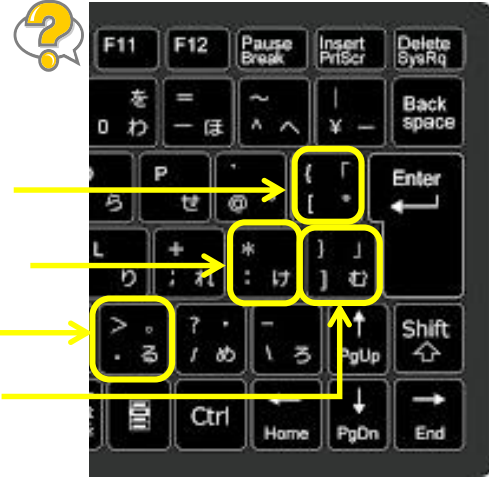 ?
F11 F12 Pause Insert Delete
Break PrtScr SysRq
を = ~ | Back
0 わ - ほ ^ へ ¥ ー space
P ` { 「 Enter
ら せ @ ゛ [ ゜
L + * } 」
り ; れ : け ] む
> 。 ? ・ _ Shift
. る / め \ ろ PgUp
Ctrl
Home PgDn End